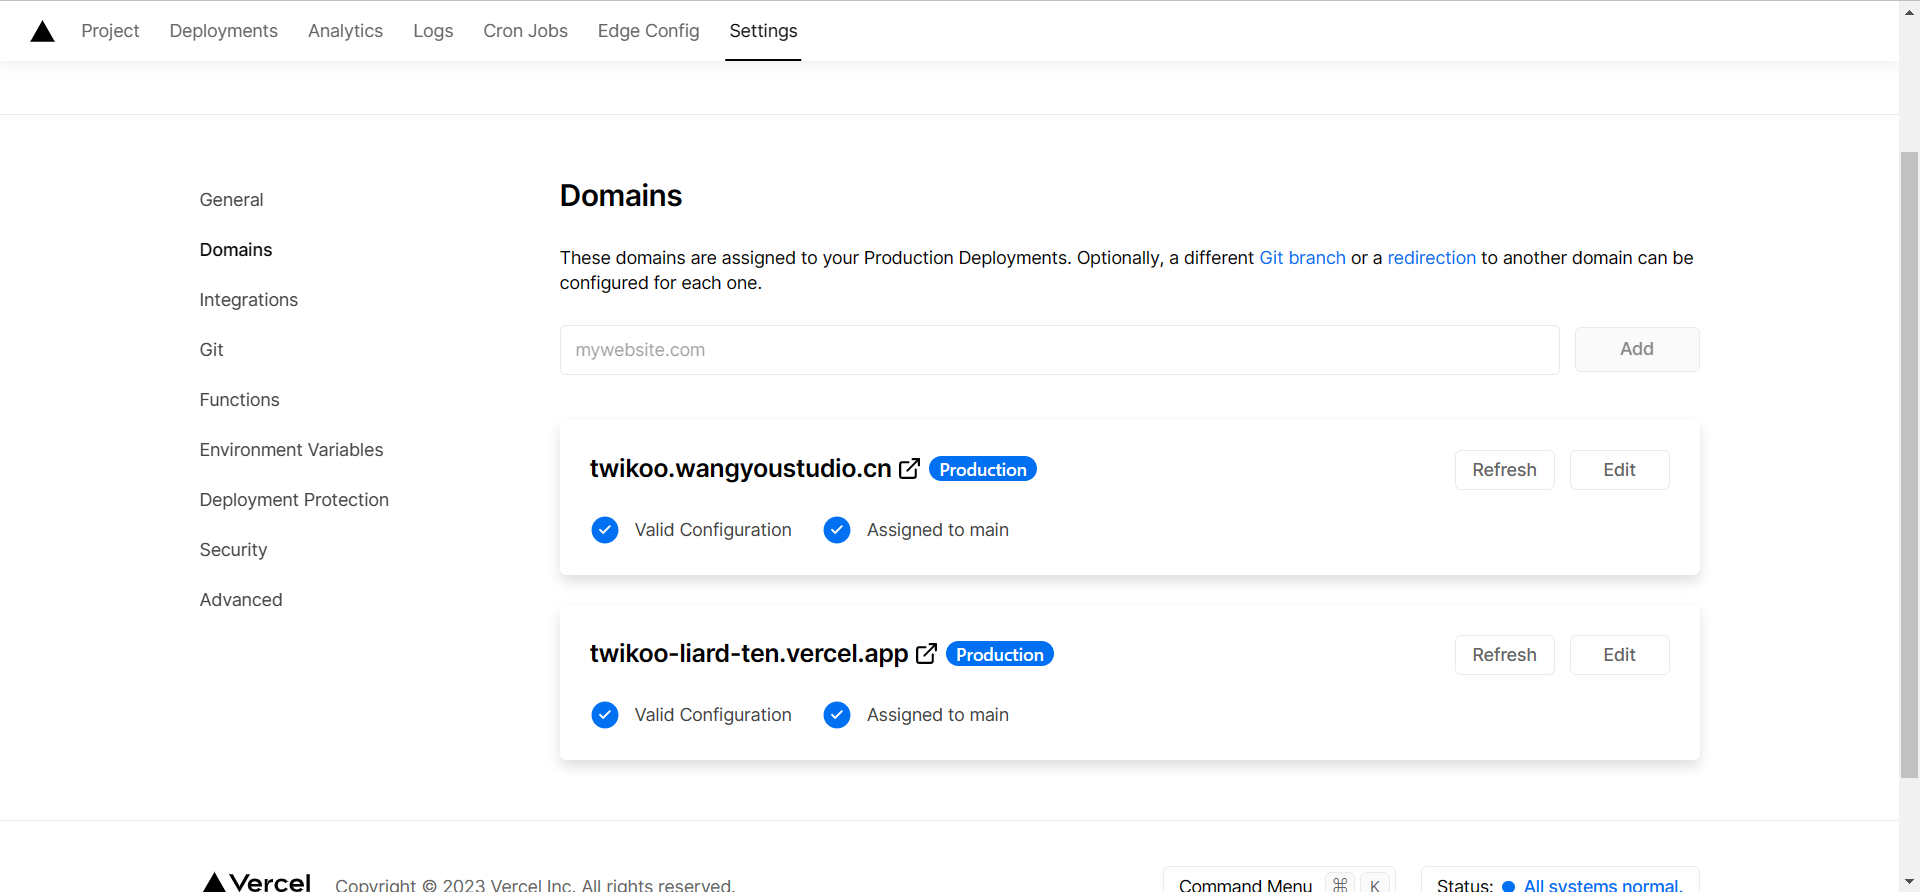 Project Deployments Analytics Logs Cron Jobs Edge Config Settings
General
Domains
Integrations
Git
Functions
Environment Variables
Deployment Protection
Security
Advanced
Domains
These domains are assigned to your Production Deployments. Optionally, a different Git branch or a redirection to another domain can be
configured for each one.
mywebsite.com Add
twikoo.wangyoustudio.cn Production Refresh Edit
Valid Configuration Assigned to main
twikoo-liard-ten.vercel.app Production Refresh Edit
Valid Configuration Assigned to main
Vercel Copyright © 2023 Vercel Inc. All rights reserved. Command Menu ⌘ K Status: All systems normal.